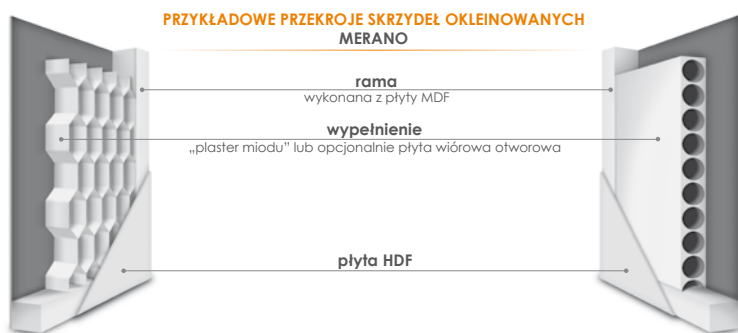 PRZYKŁADOWE PRZEKROJE SKRZYDEŁ OKLEINOWANYCH
MERANO
rama
wykonana z płyty MDF
wypełnienie
„plaster miodu” lub opcjonalnie płyta wiórowa otworowa
płyta HDF